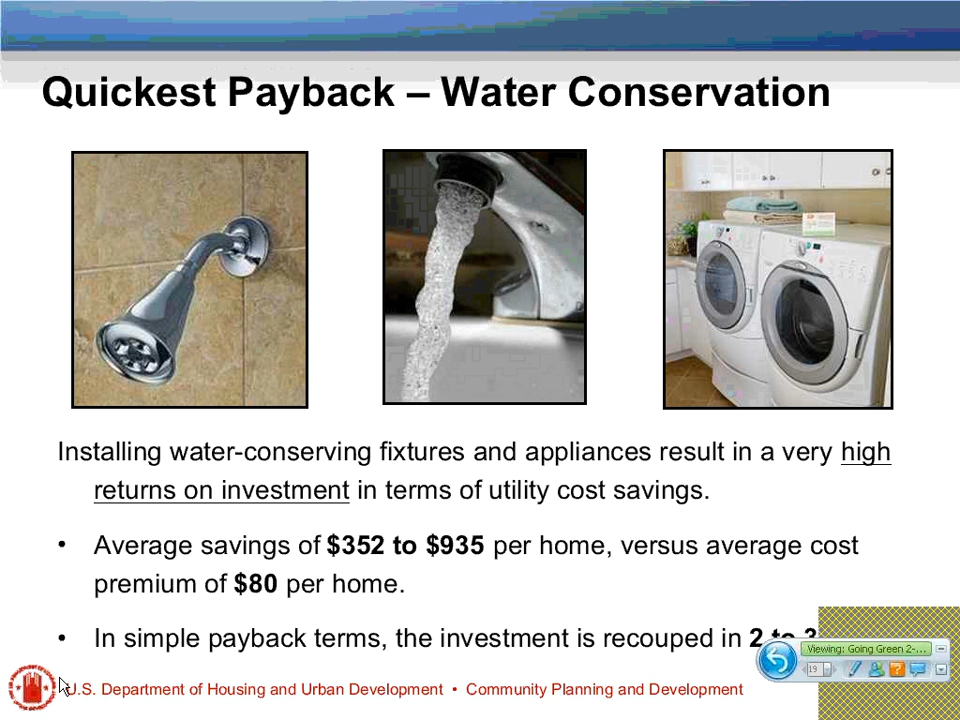 Quickest Payback – Water Conservation
Installing water-conserving fixtures and appliances result in a very high
returns on investment in terms of utility cost savings.
• Average savings of $352 to $935 per home, versus average cost
premium of $80 per home.
• In simple payback terms, the investment is recouped in 2 to 3
Viewing: Going Green 2-...
19
U.S. Department of Housing and Urban Development • Community Planning and Development